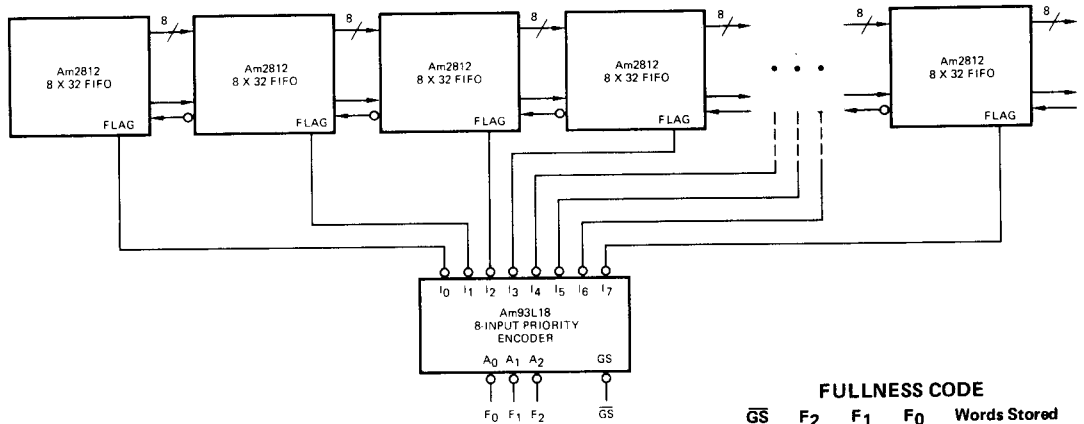 8 8 8 8 8 8
Am2812
8 X 32 FIFO
FLAG
Am2812
8 X 32 FIFO
FLAG
Am2812
8 X 32 FIFO
FLAG
Am2812
8 X 32 FIFO
FLAG
Am2812
8 X 32 FIFO
FLAG
I0 I1 I2 I3 I4 I5 I6 I7
Am93L18
8-INPUT PRIORITY
ENCODER
A0 A1 A2 GS
F0 F1 F2 G̅S̅
FULLNESS CODE
G̅S̅ F2 F1 F0 Words Stored